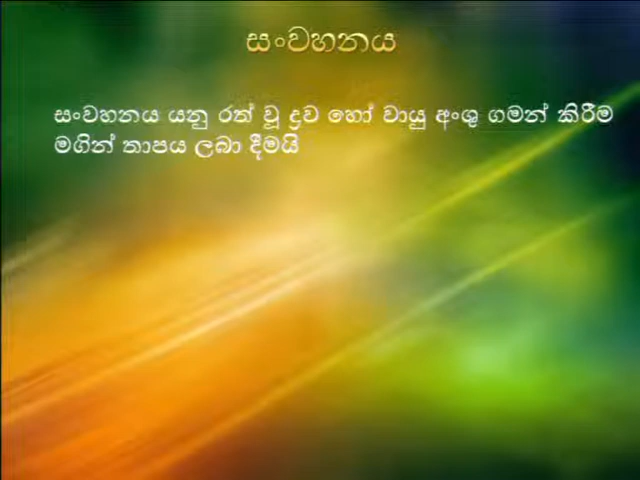 සංවහනය
සංවහනය යනු රත් වූ ද්‍රව හෝ වායු අංශු ගමන් කිරීම
මගින් තාපය ලබා දීමයි